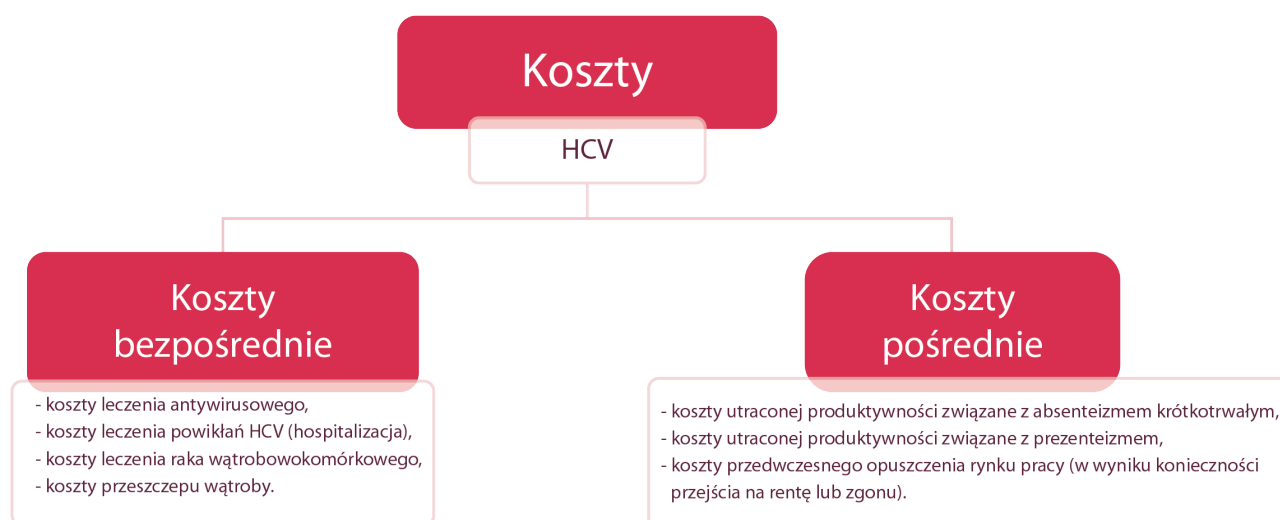 Koszty
HCV
Koszty
bezpośrednie
- koszty leczenia antywirusowego,
- koszty leczenia powikłań HCV (hospitalizacja),
- koszty leczenia raka wątrobowokomórkowego,
- koszty przeszczepu wątroby.
Koszty
pośrednie
- koszty utraconej produktywności związane z absenteizmem krótkotrwałym,
- koszty utraconej produktywności związane z prezenteizmem,
- koszty przedwczesnego opuszczenia rynku pracy (w wyniku konieczności
przejścia na rentę lub zgonu).